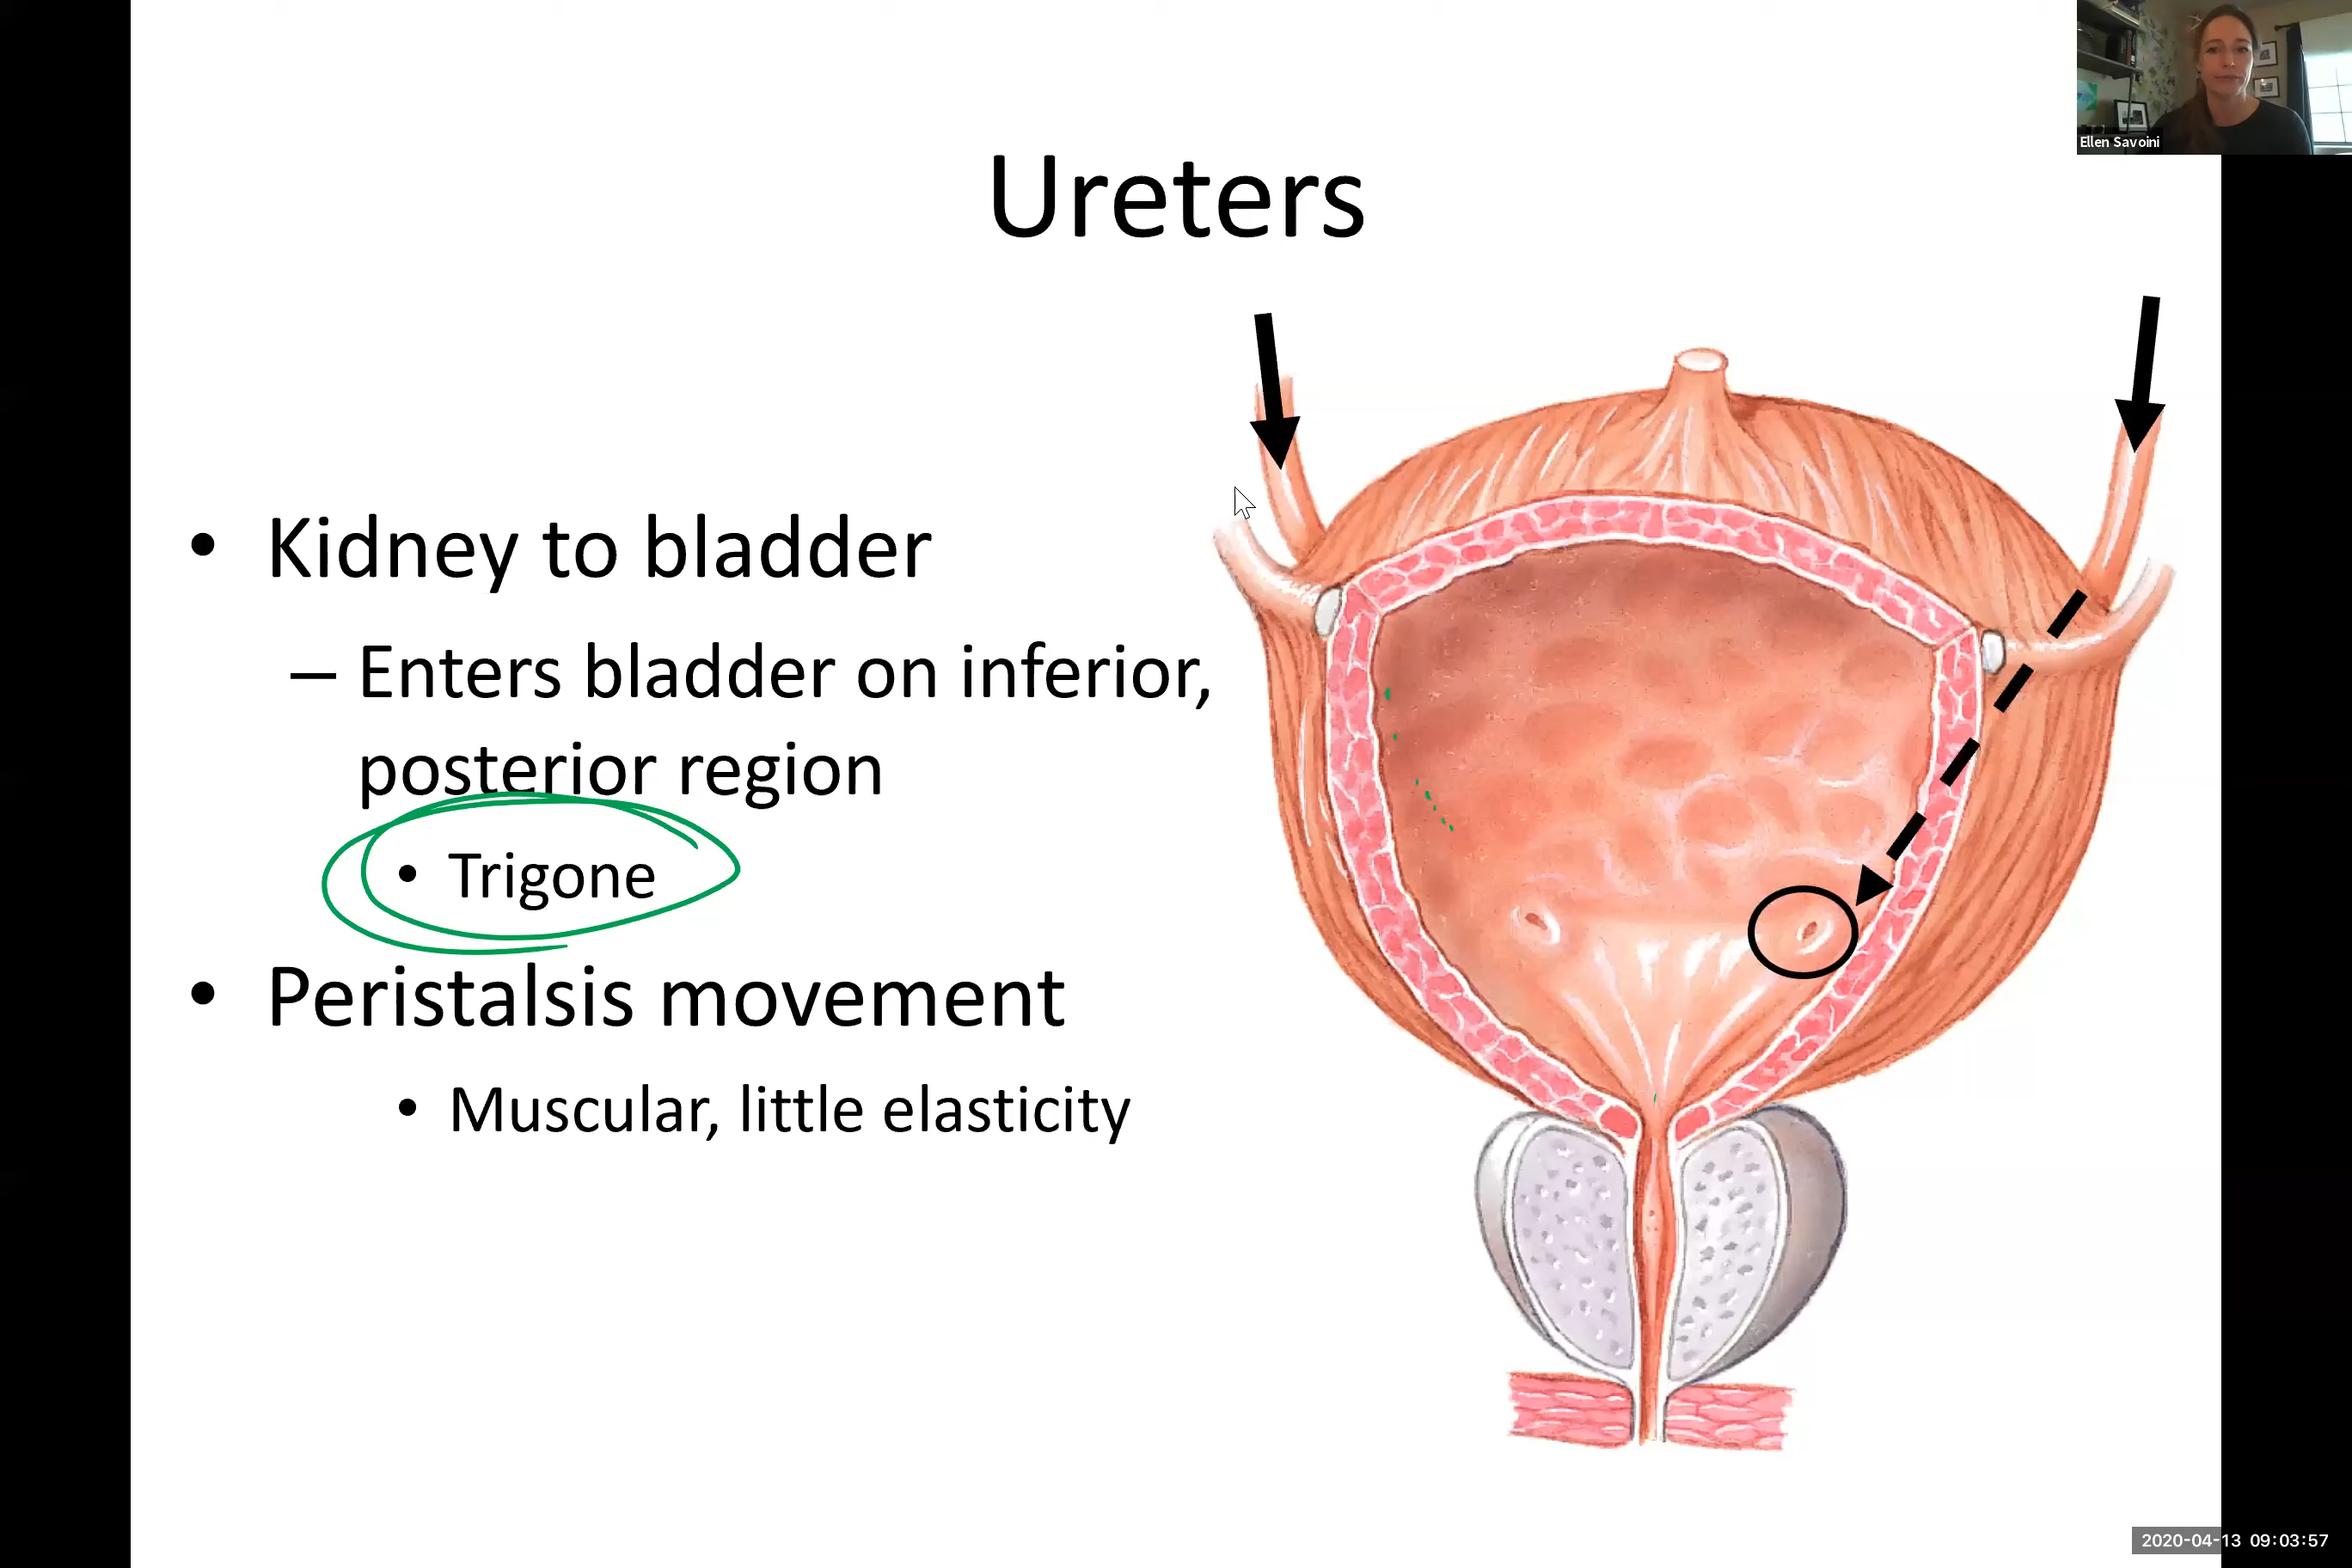 Ellen Savoini
Ureters
• Kidney to bladder
– Enters bladder on inferior,
posterior region
• Trigone
• Peristalsis movement
• Muscular, little elasticity
2020-04-13 09:03:57